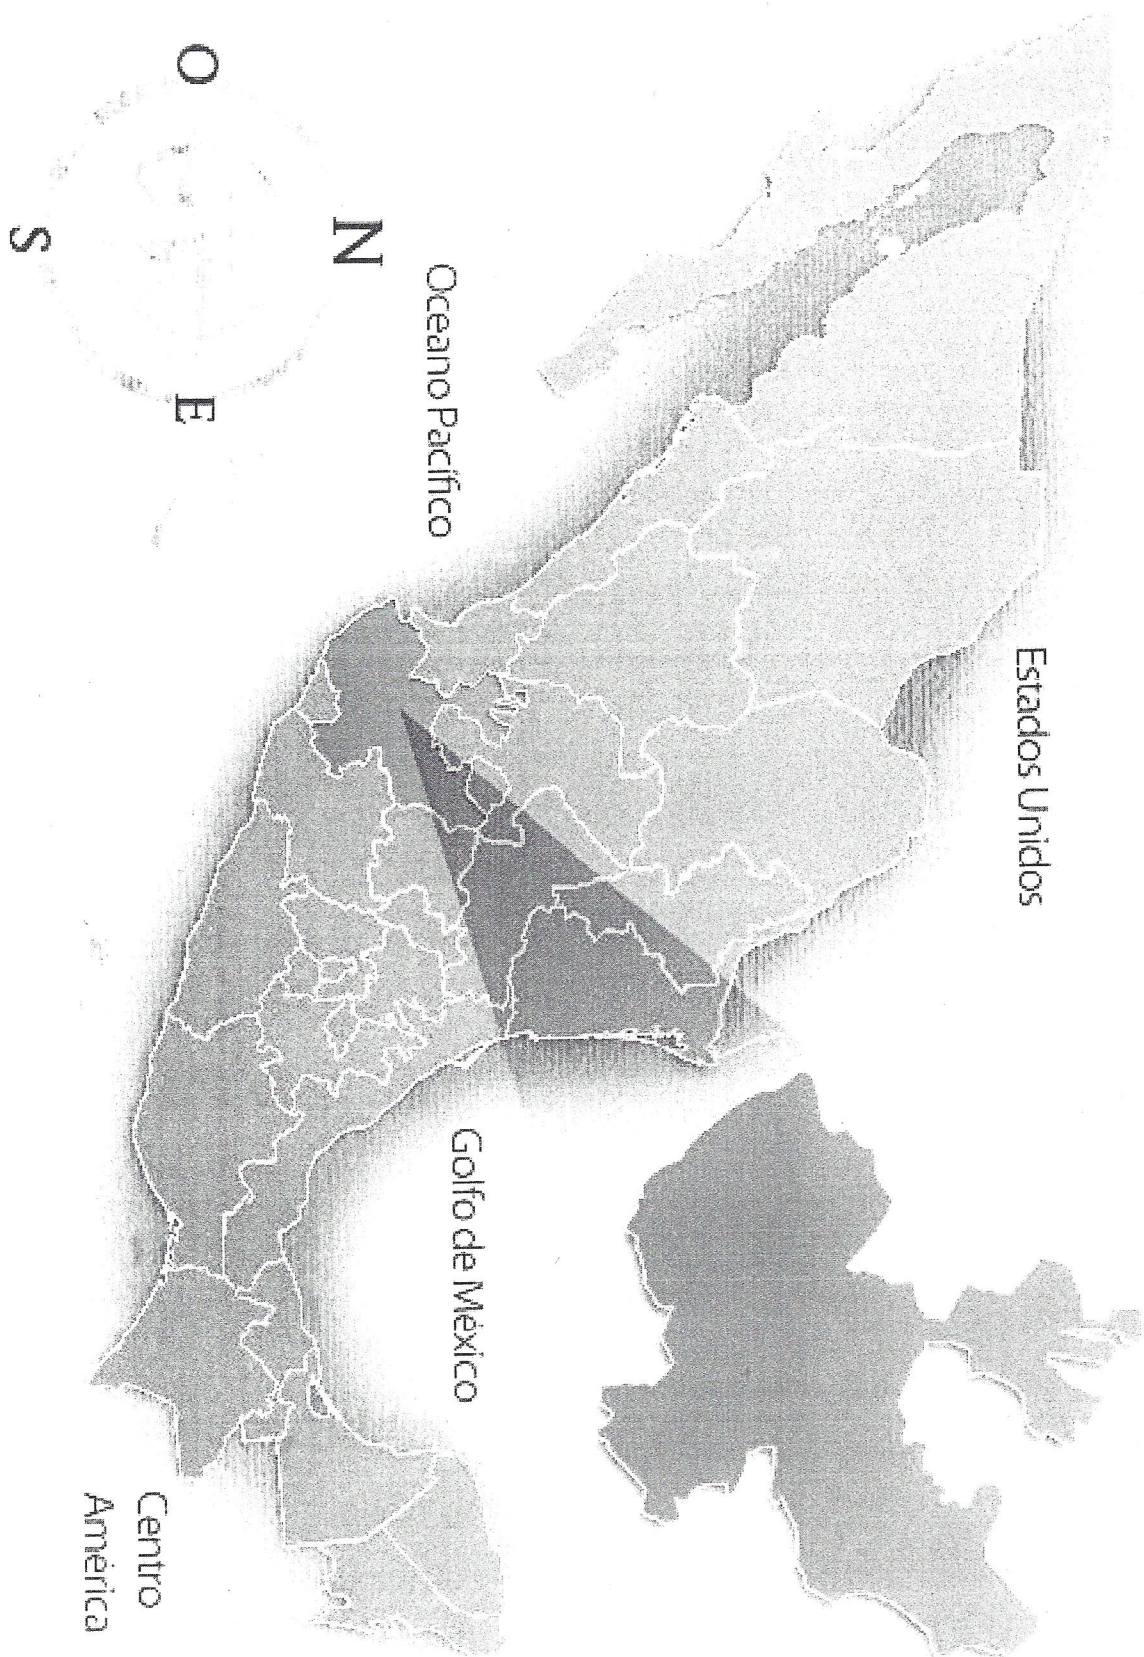 Estados Unidos
Oceano Pacífico
Golfo de México
Centro
América
N
O
E
S